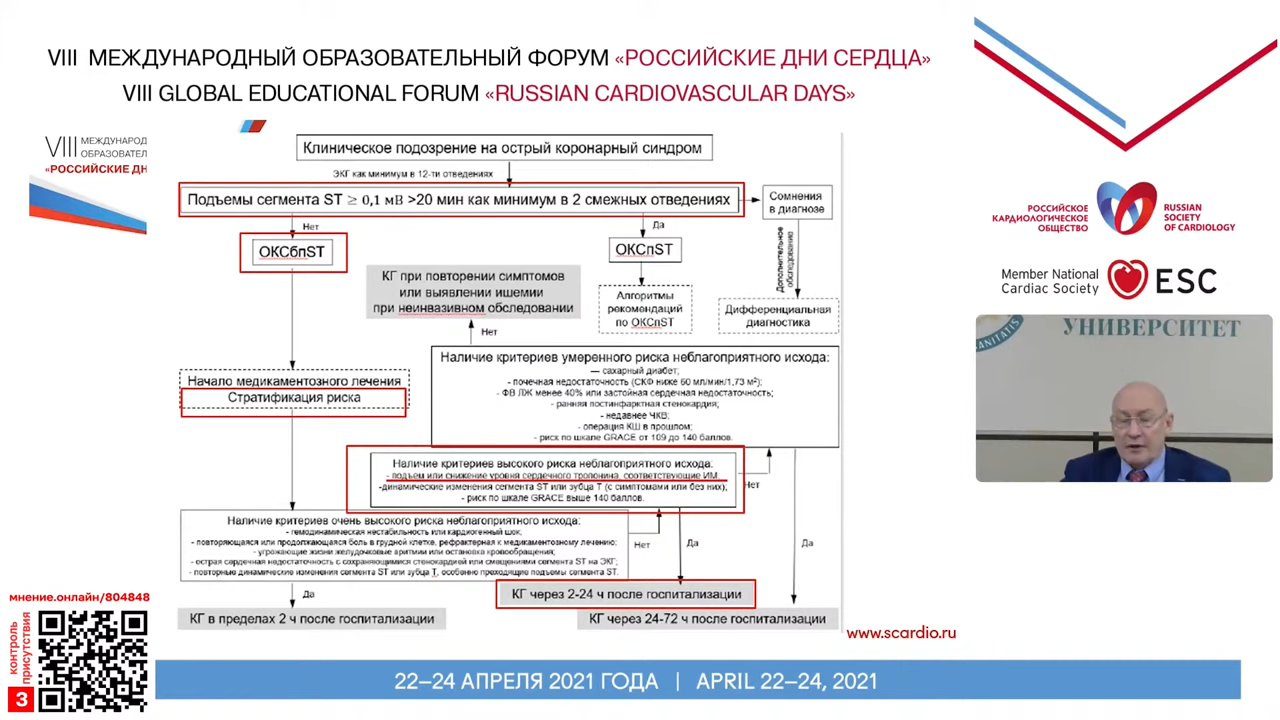 VIII МЕЖДУНАРОДНЫЙ ОБРАЗОВАТЕЛЬНЫЙ ФОРУМ «РОССИЙСКИЕ ДНИ СЕРДЦА»
VIII GLOBAL EDUCATIONAL FORUM «RUSSIAN CARDIOVASCULAR DAYS»
VIII МЕЖДУНАРОД
ОБРАЗОВАТЕЛЬ
«РОССИЙСКИЕ ДН
Клиническое подозрение на острый коронарный синдром
ЭКГ как минимум в 12-ти отведениях
Подъемы сегмента ST ≥ 0,1 мВ >20 мин как минимум в 2 смежных отведениях
Сомнения
в диагнозе
Нет
Да
ОКСбпST
ОКСпST
Дополнительное
обследование
КГ при повторении симптомов
или выявлении ишемии
при неинвазивном обследовании
Алгоритмы
рекомендаций
по ОКСпST
Дифференциальная
диагностика
Нет
Наличие критериев умеренного риска неблагоприятного исхода:
— сахарный диабет;
- почечная недостаточность (СКФ ниже 60 мл/мин/1,73 м²);
- ФВ ЛЖ менее 40% или застойная сердечная недостаточность;
- ранняя постинфарктная стенокардия;
- недавнее ЧКВ;
- операция КШ в прошлом;
- риск по шкале GRACE от 109 до 140 баллов.
Начало медикаментозного лечения
Стратификация риска
Наличие критериев высокого риска неблагоприятного исхода:
- подъем или снижение уровня сердечного тропонина, соответствующие ИМ
-динамические изменения сегмента ST или зубца T (с симптомами или без них);
- риск по шкале GRACE выше 140 баллов.
Нет
Наличие критериев очень высокого риска неблагоприятного исхода:
- гемодинамическая нестабильность или кардиогенный шок;
- повторяющаяся или продолжающаяся боль в грудной клетке, рефрактерная к медикаментозному лечению;
- угрожающие жизни желудочковые аритмии или остановка кровообращения;
- острая сердечная недостаточность с сохраняющимися стенокардией или смещениями сегмента ST на ЭКГ;
- повторные динамические изменения сегмента ST или зубца T, особенно преходящие подъемы сегмента ST.
Нет
Да
Да
Да
КГ через 2-24 ч после госпитализации
КГ в пределах 2 ч после госпитализации
КГ через 24-72 ч после госпитализации
РОССИЙСКОЕ
КАРДИОЛОГИЧЕСКОЕ
ОБЩЕСТВО
RUSSIAN
SOCIETY
OF CARDIOLOGY
Member National
Cardiac Society
ESC
УНИВЕРСИТЕТ
мнение.онлайн/804848
контроль
присутствия
3
www.scardio.ru
22–24 АПРЕЛЯ 2021 ГОДА | APRIL 22–24, 2021